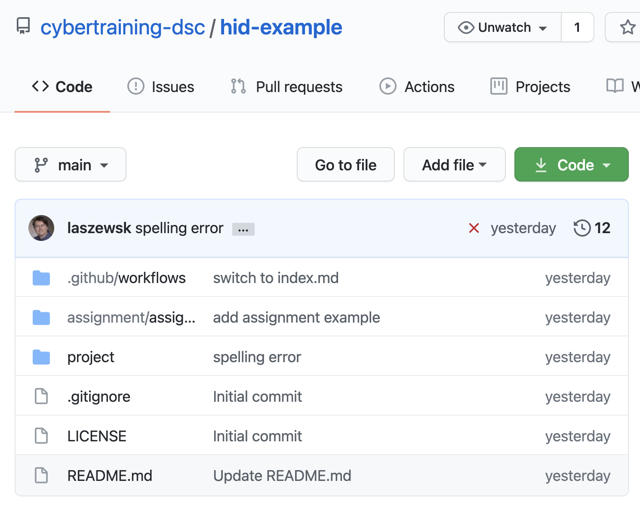 cybertraining-dsc / hid-example Unwatch 1
Code Issues Pull requests Actions Projects W
main Go to file Add file Code
laszewsk spelling error ... yesterday 12
.github/workflows switch to index.md yesterday
assignment/assig... add assignment example yesterday
project spelling error yesterday
.gitignore Initial commit yesterday
LICENSE Initial commit yesterday
README.md Update README.md yesterday